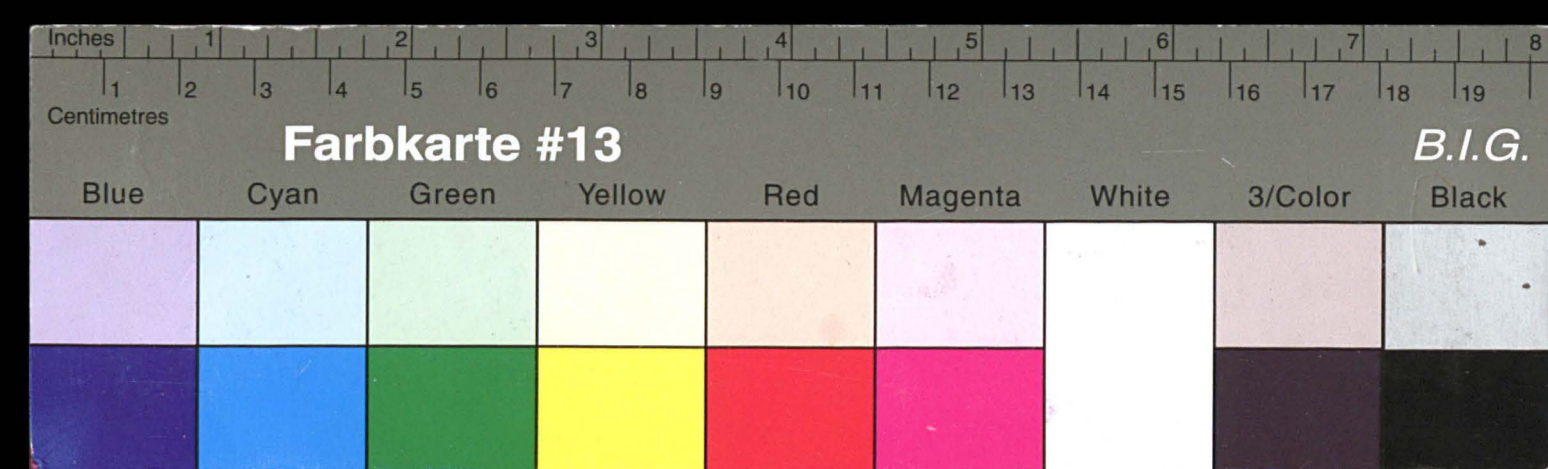 Inches 1 2 3 4 5 6 7 8
1 2 3 4 5 6 7 8 9 10 11 12 13 14 15 16 17 18 19
Centimetres
Farbkarte #13 B.I.G.
Blue Cyan Green Yellow Red Magenta White 3/Color Black